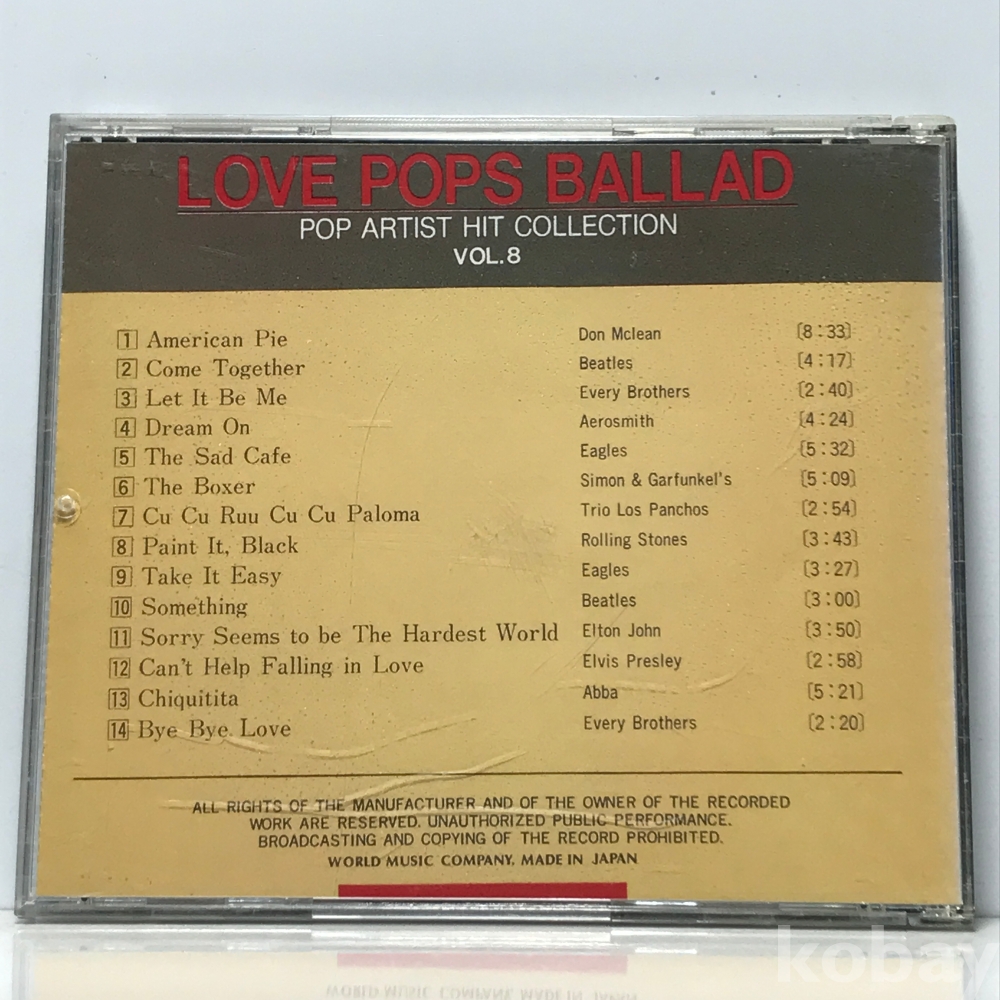 LOVE POPS BALLAD
POP ARTIST HIT COLLECTION
VOL.8
1 American Pie Don Mclean (8:33)
2 Come Together Beatles (4:17)
3 Let It Be Me Every Brothers (2:40)
4 Dream On Aerosmith (4:24)
5 The Sad Cafe Eagles (5:32)
6 The Boxer Simon & Garfunkel's (5:09)
7 Cu Cu Ruu Cu Cu Paloma Trio Los Panchos (2:54)
8 Paint It, Black Rolling Stones (3:43)
9 Take It Easy Eagles (3:27)
10 Something Beatles (3:00)
11 Sorry Seems to be The Hardest World Elton John (3:50)
12 Can't Help Falling in Love Elvis Presley (2:58)
13 Chiquitita Abba (5:21)
14 Bye Bye Love Every Brothers (2:20)
ALL RIGHTS OF THE MANUFACTURER AND OF THE OWNER OF THE RECORDED
WORK ARE RESERVED. UNAUTHORIZED PUBLIC PERFORMANCE.
BROADCASTING AND COPYING OF THE RECORD PROHIBITED.
WORLD MUSIC COMPANY, MADE IN JAPAN
kobay
WORLD MUSIC COMPANY, MADE IN JAPAN